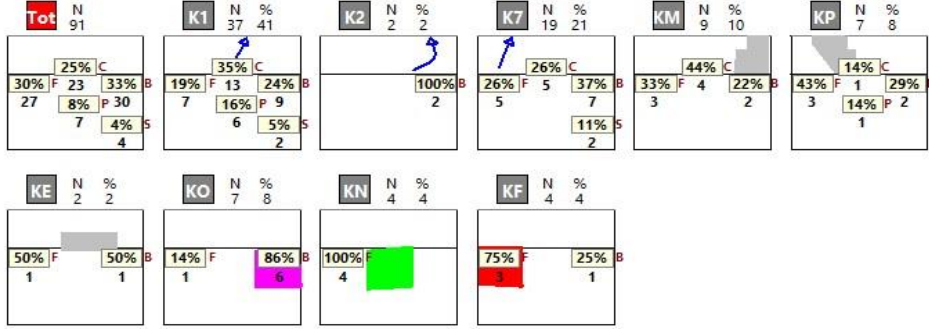 Tot N
91
25% C
30% F 23 33% B
27 8% P 30
7 4% S
4
K1 N %
37 41
35% C
19% F 13 24% B
7 16% P 9
6 5% S
2
K2 N %
2 2
100% B
2
K7 N %
19 21
26% C
26% F 5 37% B
5 7
11% S
2
KM N %
9 10
44% C
33% F 4 22% B
3 2
KP N %
7 8
14% C
43% F 1 29% B
3 14% P 2
1
KE N %
2 2
50% F 50% B
1 1
KO N %
7 8
14% F 86% B
1 6
KN N %
4 4
100% F
4
KF N %
4 4
75% F 25% B
3 1